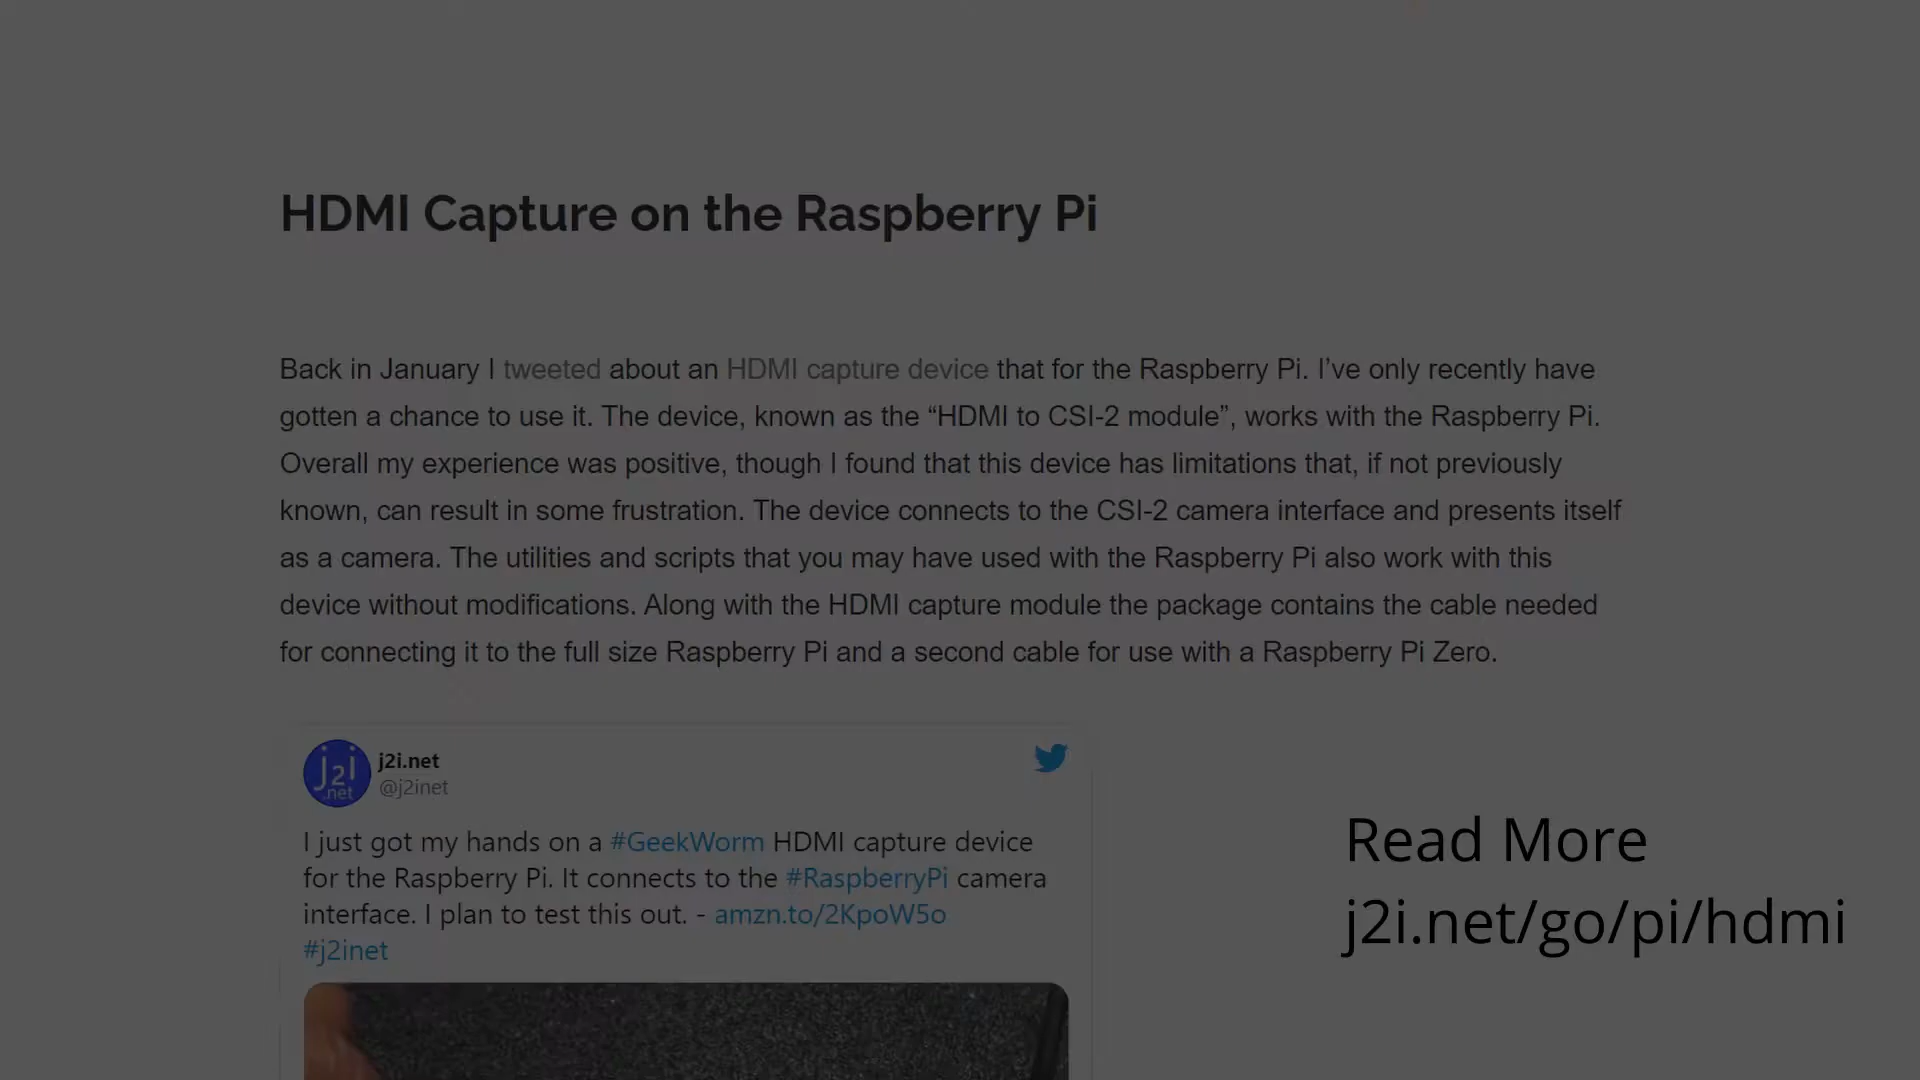 HDMI Capture on the Raspberry Pi
Back in January I tweeted about an HDMI capture device that for the Raspberry Pi. I’ve only recently have
gotten a chance to use it. The device, known as the “HDMI to CSI-2 module”, works with the Raspberry Pi.
Overall my experience was positive, though I found that this device has limitations that, if not previously
known, can result in some frustration. The device connects to the CSI-2 camera interface and presents itself
as a camera. The utilities and scripts that you may have used with the Raspberry Pi also work with this
device without modifications. Along with the HDMI capture module the package contains the cable needed
for connecting it to the full size Raspberry Pi and a second cable for use with a Raspberry Pi Zero.
j2i
.net
j2i.net
@j2inet
I just got my hands on a #GeekWorm HDMI capture device
for the Raspberry Pi. It connects to the #RaspberryPi camera
interface. I plan to test this out. - amzn.to/2KpoW5o
#j2inet
Read More
j2i.net/go/pi/hdmi